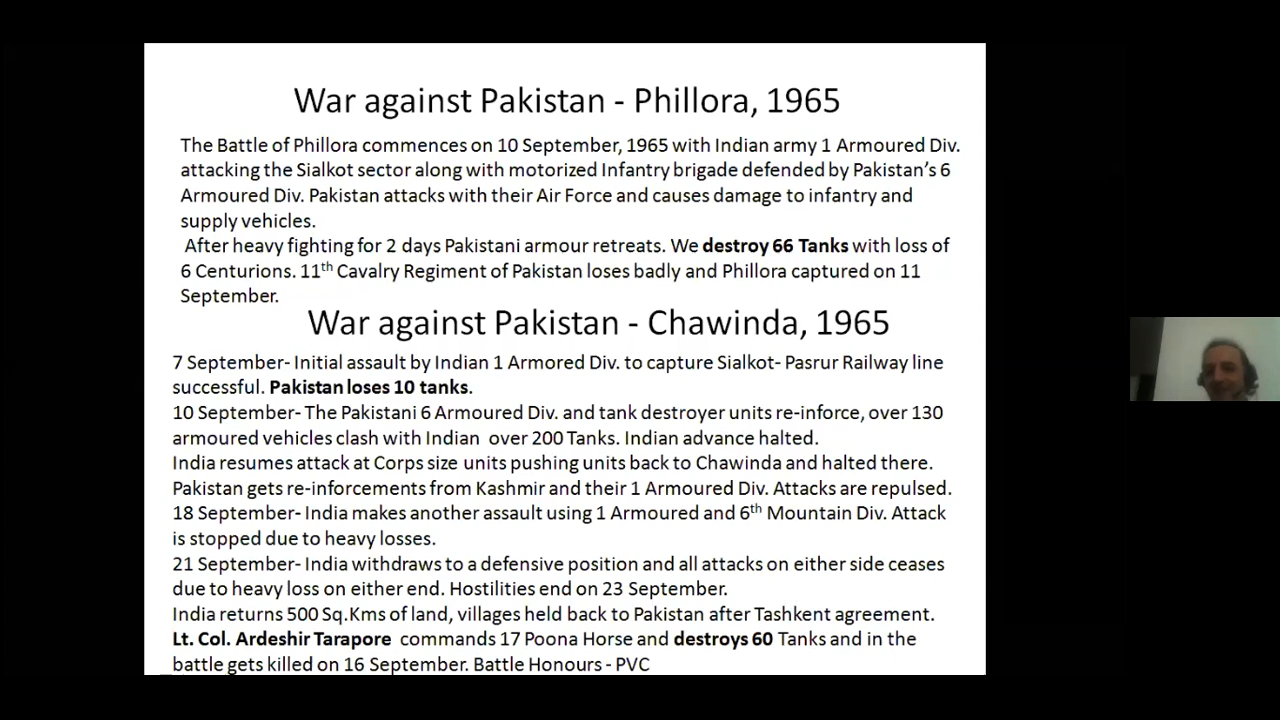 War against Pakistan - Phillora, 1965
The Battle of Phillora commences on 10 September, 1965 with Indian army 1 Armoured Div.
attacking the Sialkot sector along with motorized Infantry brigade defended by Pakistan’s 6
Armoured Div. Pakistan attacks with their Air Force and causes damage to infantry and
supply vehicles.
After heavy fighting for 2 days Pakistani armour retreats. We destroy 66 Tanks with loss of
6 Centurions. 11th Cavalry Regiment of Pakistan loses badly and Phillora captured on 11
September.
War against Pakistan - Chawinda, 1965
7 September- Initial assault by Indian 1 Armored Div. to capture Sialkot- Pasrur Railway line
successful. Pakistan loses 10 tanks.
10 September- The Pakistani 6 Armoured Div. and tank destroyer units re-inforce, over 130
armoured vehicles clash with Indian over 200 Tanks. Indian advance halted.
India resumes attack at Corps size units pushing units back to Chawinda and halted there.
Pakistan gets re-inforcements from Kashmir and their 1 Armoured Div. Attacks are repulsed.
18 September- India makes another assault using 1 Armoured and 6th Mountain Div. Attack
is stopped due to heavy losses.
21 September- India withdraws to a defensive position and all attacks on either side ceases
due to heavy loss on either end. Hostilities end on 23 September.
India returns 500 Sq.Kms of land, villages held back to Pakistan after Tashkent agreement.
Lt. Col. Ardeshir Tarapore commands 17 Poona Horse and destroys 60 Tanks and in the
battle gets killed on 16 September. Battle Honours - PVC